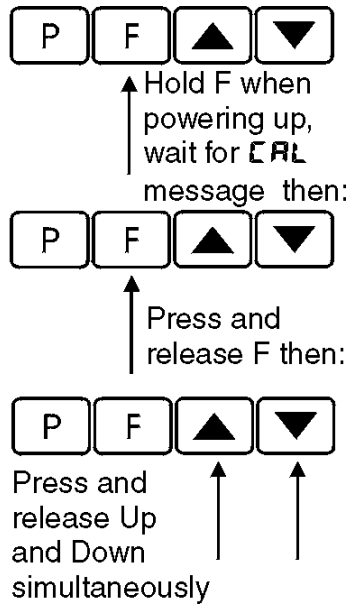 P F ▲ ▼
Hold F when
powering up,
wait for CAL
message then:
P F ▲ ▼
Press and
release F then:
P F ▲ ▼
Press and
release Up
and Down
simultaneously